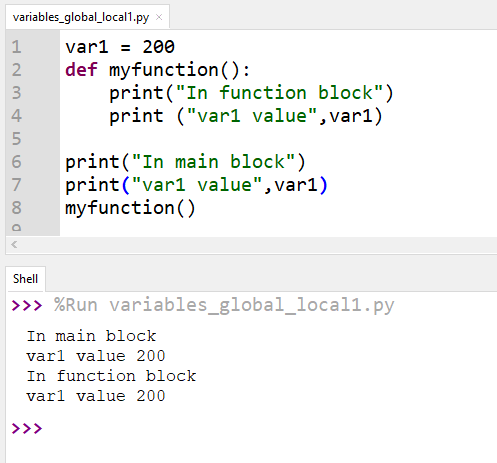 variables_global_local1.py ×
1 var1 = 200
2 def myfunction():
3     print("In function block")
4     print ("var1 value",var1)
5
6 print("In main block")
7 print("var1 value",var1)
8 myfunction()
Shell
>>> %Run variables_global_local1.py
In main block
var1 value 200
In function block
var1 value 200
>>>